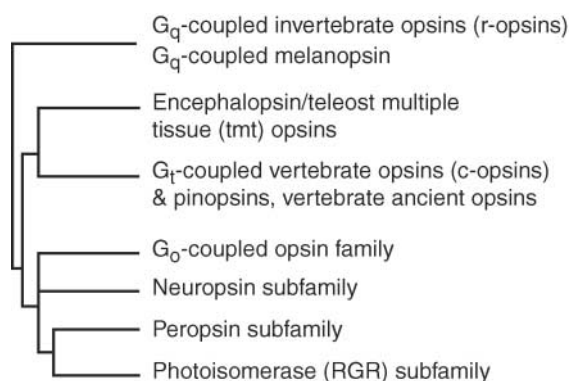 Gq-coupled invertebrate opsins (r-opsins)
Gq-coupled melanopsin
Encephalopsin/teleost multiple
tissue (tmt) opsins
Gt-coupled vertebrate opsins (c-opsins)
& pinopsins, vertebrate ancient opsins
Go-coupled opsin family
Neuropsin subfamily
Peropsin subfamily
Photoisomerase (RGR) subfamily